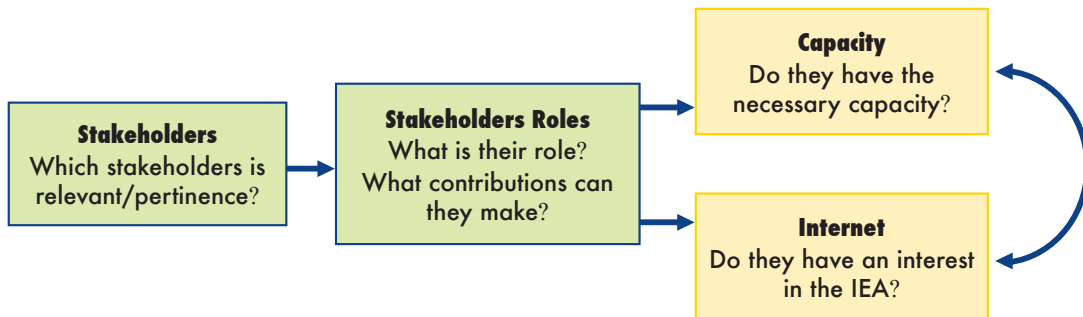 Stakeholders
Which stakeholders is
relevant/pertinence?
Stakeholders Roles
What is their role?
What contributions can
they make?
Capacity
Do they have the
necessary capacity?
Internet
Do they have an interest
in the IEA?